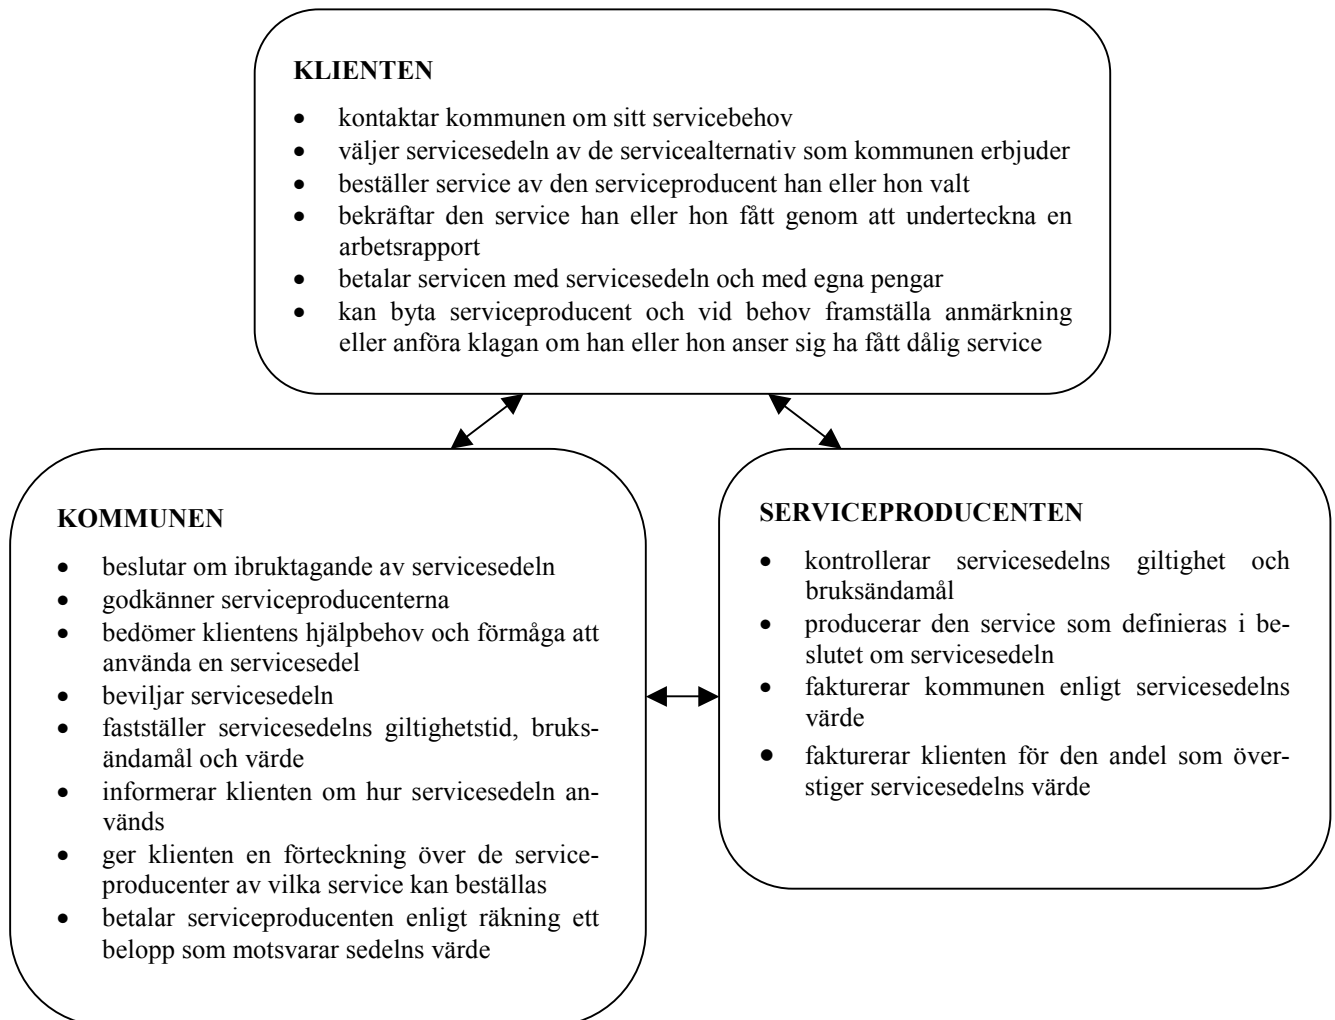 KLIENTEN
• kontaktar kommunen om sitt servicebehov
• väljer servicesedeln av de servicealternativ som kommunen erbjuder
• beställer service av den serviceproducent han eller hon valt
• bekräftar den service han eller hon fått genom att underteckna en
arbetsrapport
• betalar servicen med servicesedeln och med egna pengar
• kan byta serviceproducent och vid behov framställa anmärkning
eller anföra klagan om han eller hon anser sig ha fått dålig service
KOMMUNEN
• beslutar om ibruktagande av servicesedeln
• godkänner serviceproducenterna
• bedömer klientens hjälpbehov och förmåga att
använda en servicesedel
• beviljar servicesedeln
• fastställer servicesedelns giltighetstid, bruks-
ändamål och värde
• informerar klienten om hur servicesedeln an-
vänds
• ger klienten en förteckning över de service-
producenter av vilka service kan beställas
• betalar serviceproducenten enligt räkning ett
belopp som motsvarar sedelns värde
SERVICEPRODUCENTEN
• kontrollerar servicesedelns giltighet och
bruksändamål
• producerar den service som definieras i be-
slutet om servicesedeln
• fakturerar kommunen enligt servicesedelns
värde
• fakturerar klienten för den andel som över-
stiger servicesedelns värde